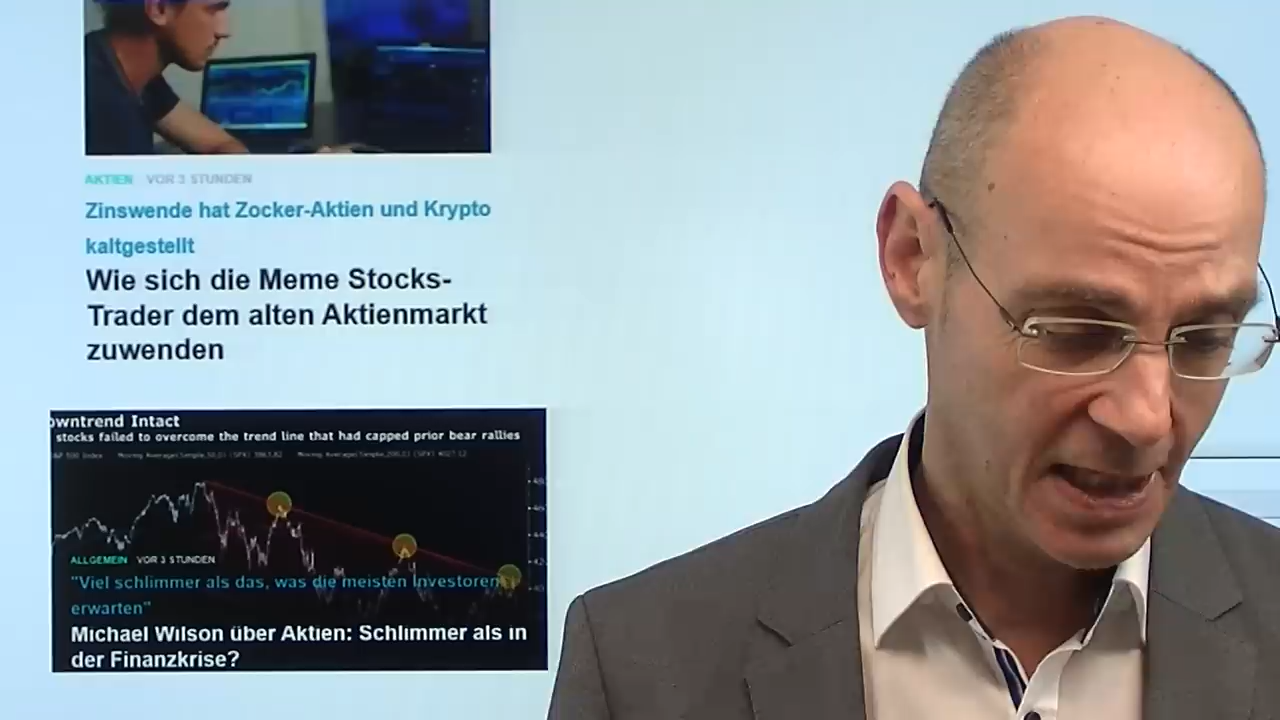 AKTIEN VOR 3 STUNDEN
Zinswende hat Zocker-Aktien und Krypto
kaltgestellt
Wie sich die Meme Stocks-
Trader dem alten Aktienmarkt
zuwenden
owntrend Intact
stocks failed to overcome the trend line that had capped prior bear rallies
ALLGEMEIN VOR 3 STUNDEN
"Viel schlimmer als das, was die meisten Investoren
erwarten"
Michael Wilson über Aktien: Schlimmer als in
der Finanzkrise?